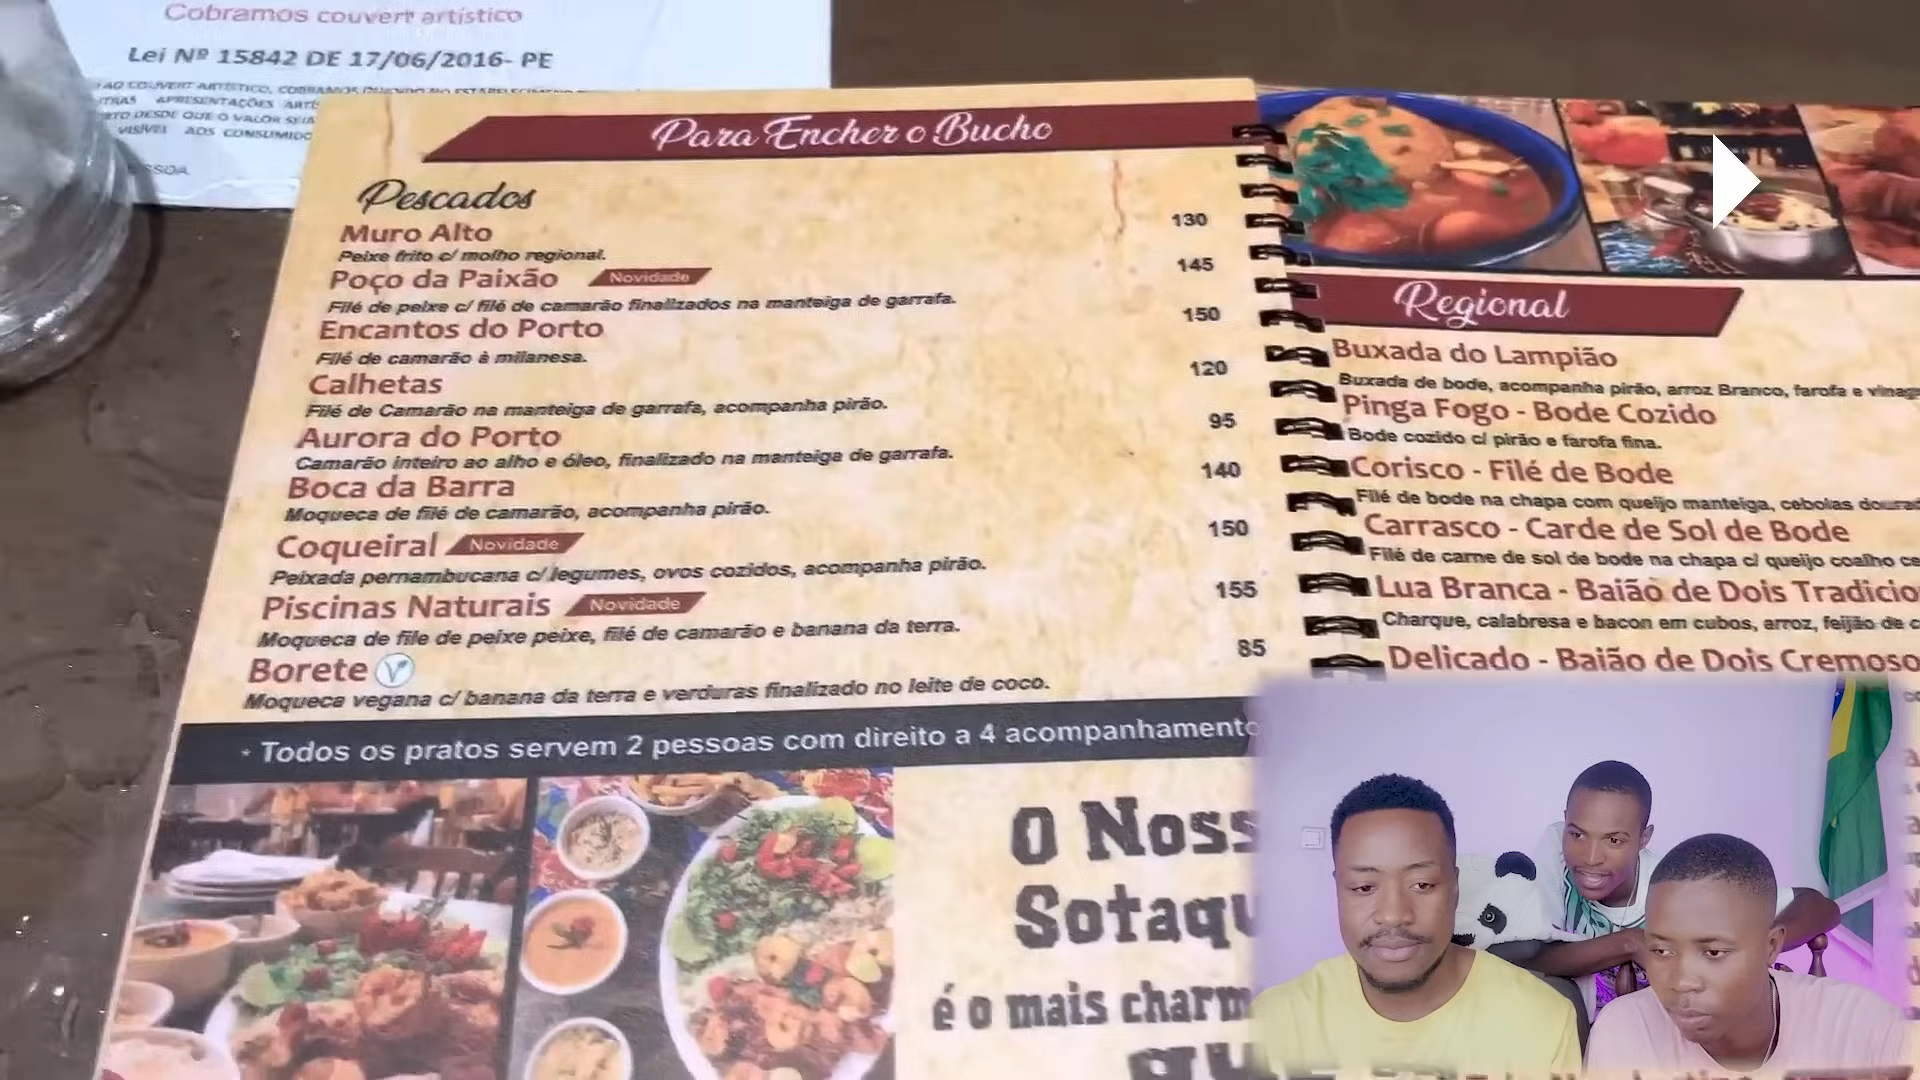 Cobramos couvert artístico
Lei Nº 15842 DE 17/06/2016- PE
VISÍVEL AOS CONSUMIDO
Para Encher o Bucho
Pescados
Muro Alto 130
Peixe frito c/ molho regional.
Poço da Paixão Novidade 145
Filé de peixe c/ filé de camarão finalizados na manteiga de garrafa.
Encantos do Porto 150
Filé de camarão à milanesa.
Calhetas 120
Filé de Camarão na manteiga de garrafa, acompanha pirão.
Aurora do Porto 95
Camarão inteiro ao alho e óleo, finalizado na manteiga de garrafa.
Boca da Barra 140
Moqueca de filé de camarão, acompanha pirão.
Coqueiral Novidade 150
Peixada pernambucana c/ legumes, ovos cozidos, acompanha pirão.
Piscinas Naturais Novidade 155
Moqueca de file de peixe peixe, filé de camarão e banana da terra.
Borete V 85
Moqueca vegana c/ banana da terra e verduras finalizado no leite de coco.
* Todos os pratos servem 2 pessoas com direito a 4 acompanhamento
O Noss
Sotaqu
é o mais charm
que
Regional
Buxada do Lampião
Buxada de bode, acompanha pirão, arroz Branco, farofa e vinag
Pinga Fogo - Bode Cozido
Bode cozido c/ pirão e farofa fina.
Corisco - Filé de Bode
Filé de bode na chapa com queijo manteiga, cebolas dourad
Carrasco - Carde de Sol de Bode
Filé de carne de sol de bode na chapa c/ queijo coalho ce
Lua Branca - Baião de Dois Tradicio
Charque, calabresa e bacon em cubos, arroz, feijão de c
Delicado - Baião de Dois Cremoso